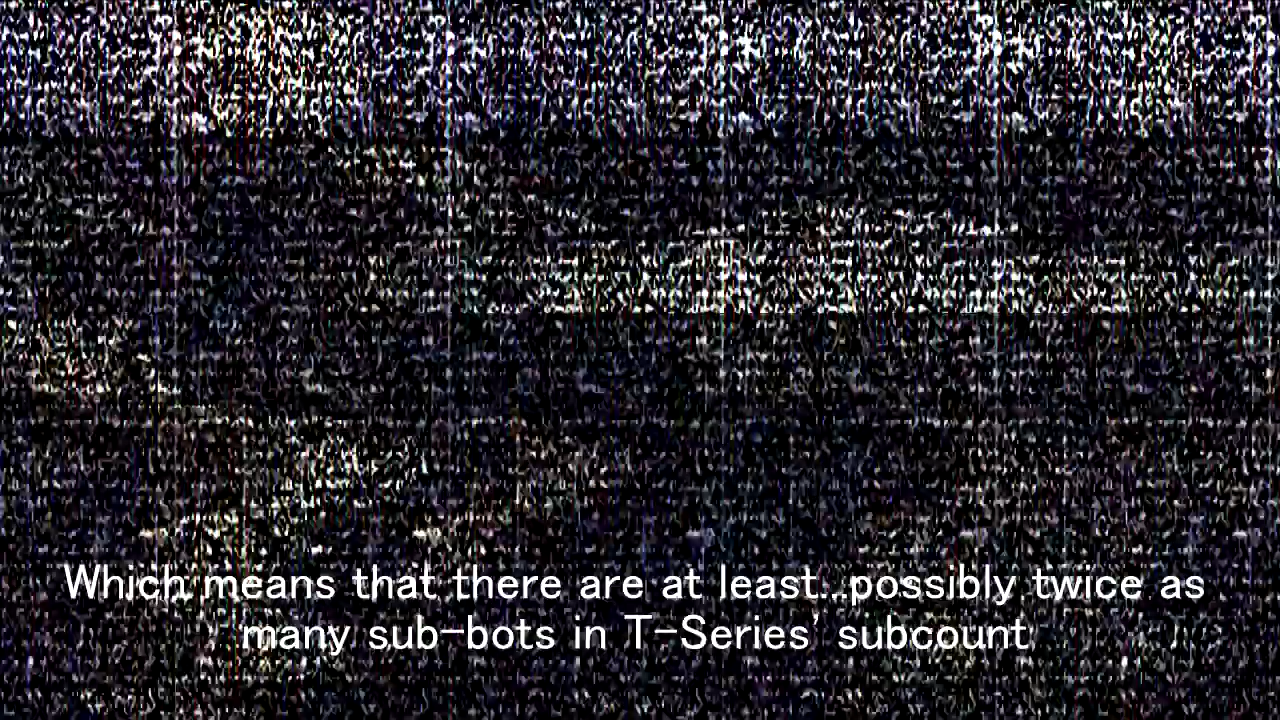 Which means that there are at least...possibly twice as
many sub-bots in T-Series' subcount